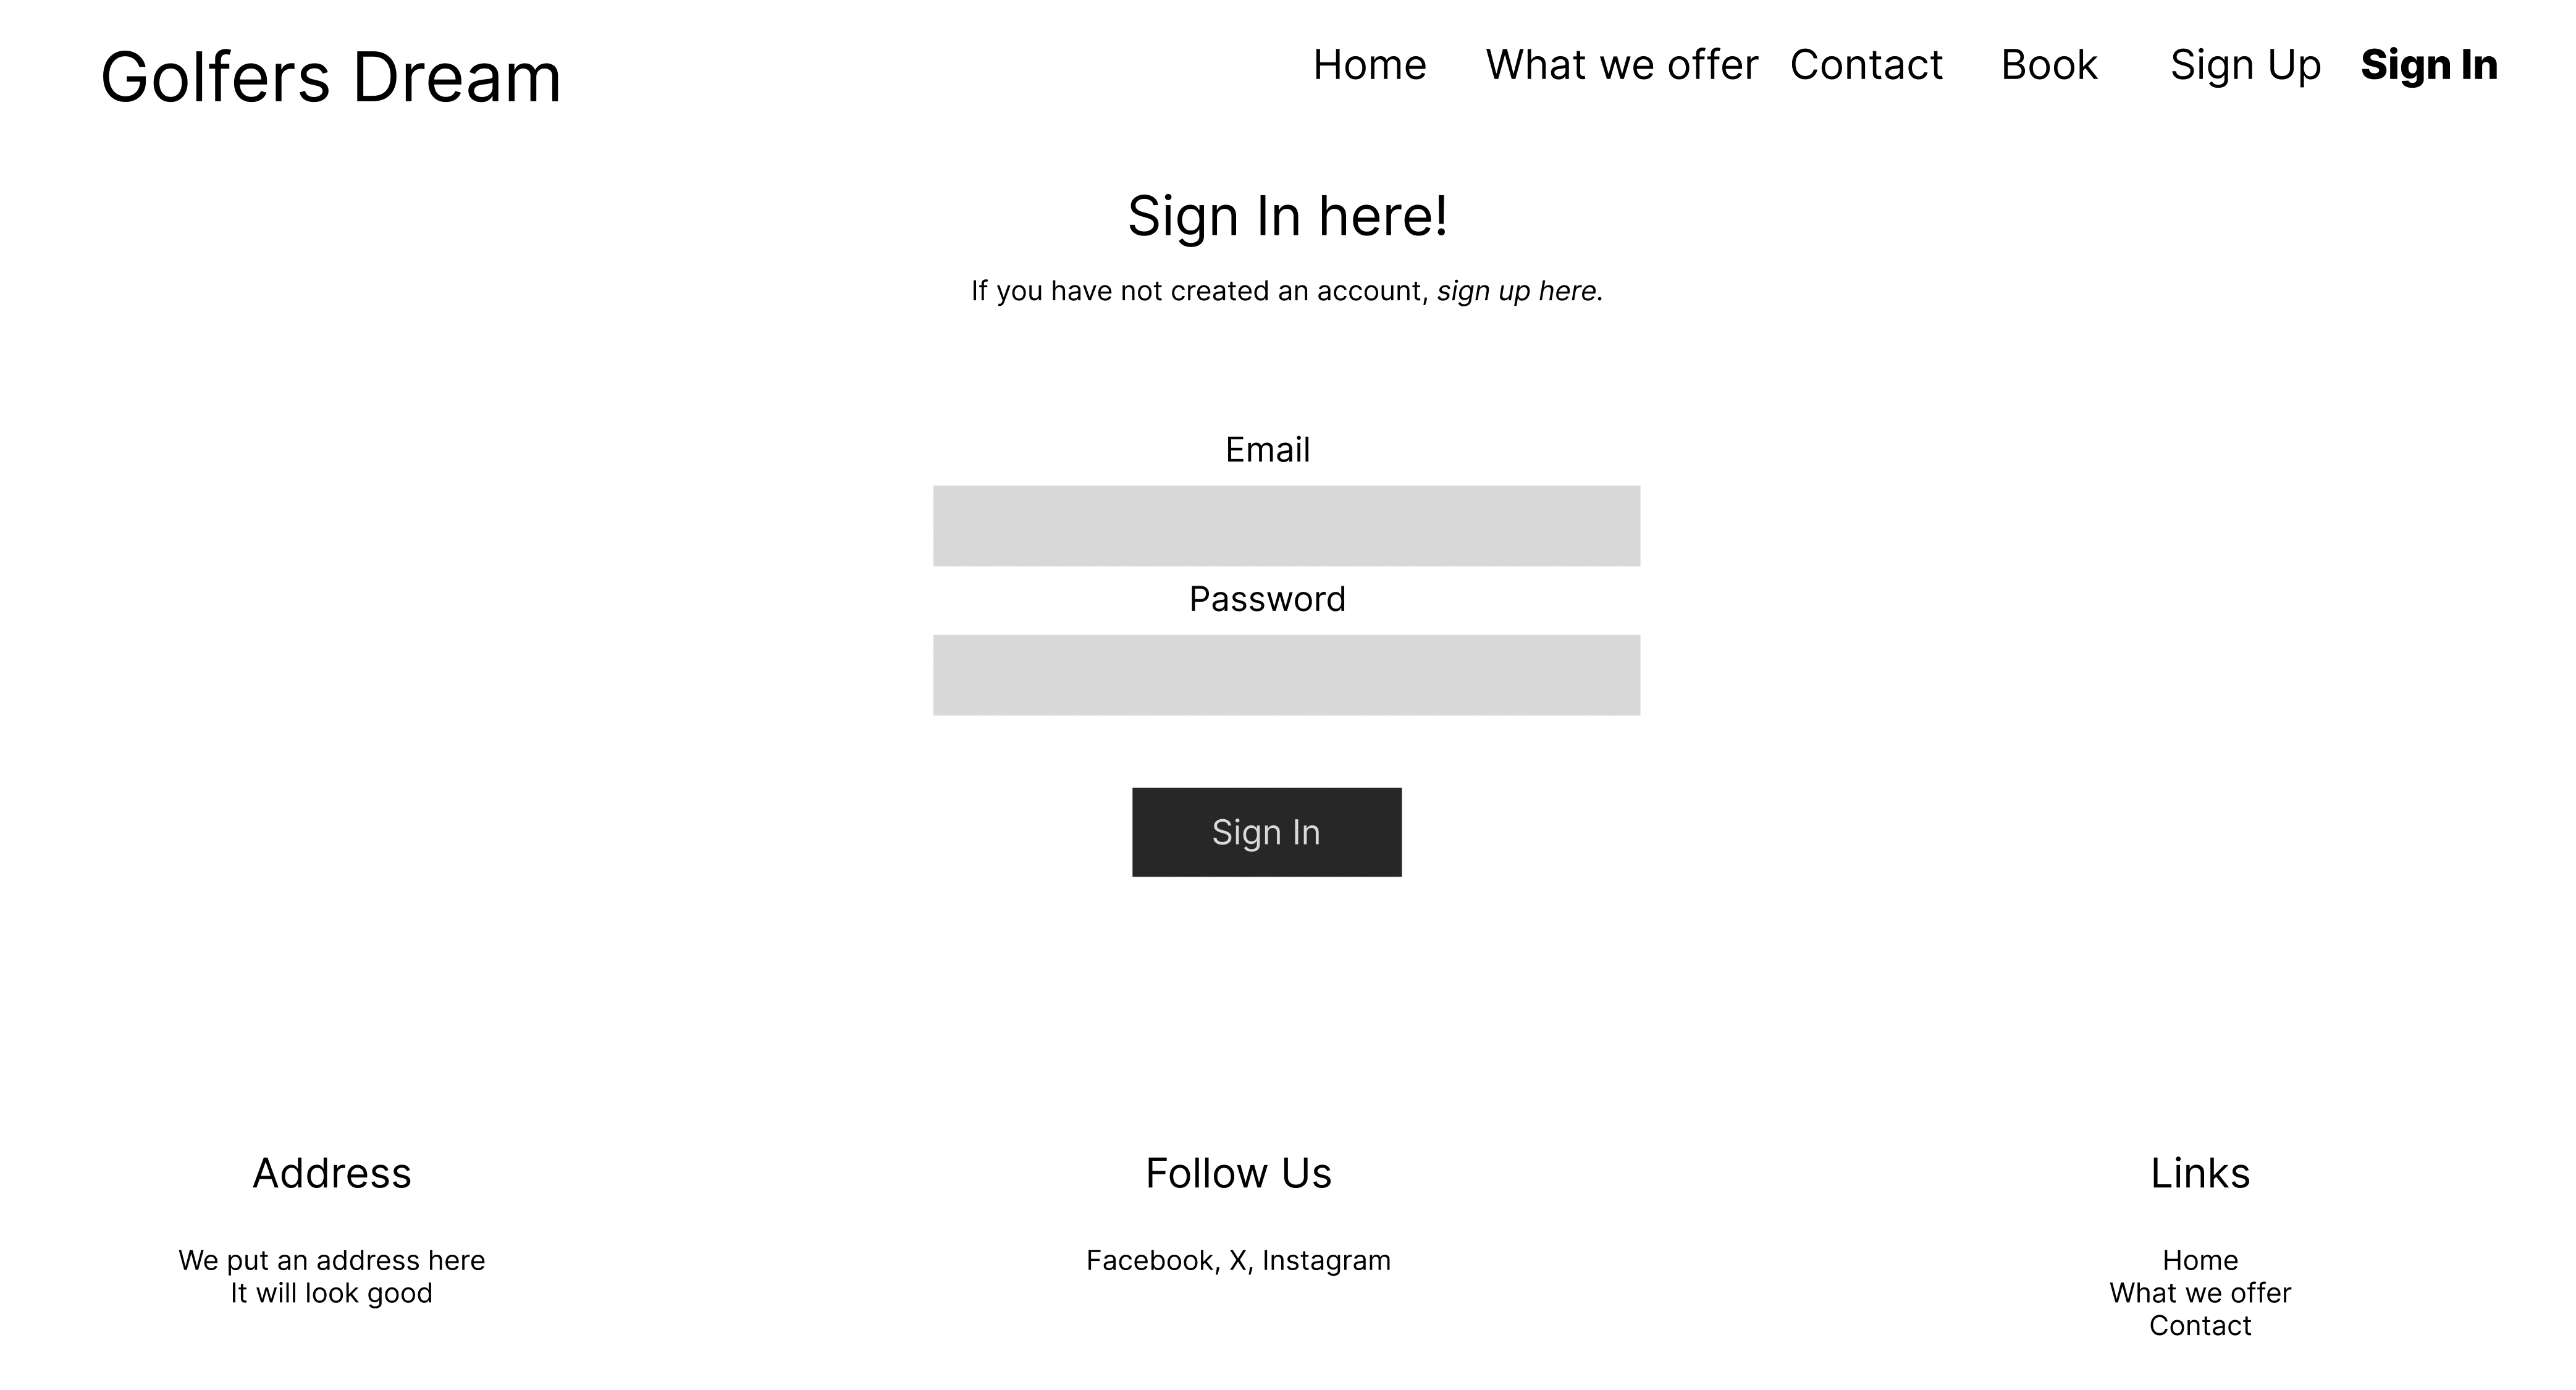 Golfers Dream
Home What we offer Contact Book Sign Up Sign In
Sign In here!
If you have not created an account, sign up here.
Email
Password
Sign In
Address
We put an address here
It will look good
Follow Us
Facebook, X, Instagram
Links
Home
What we offer
Contact